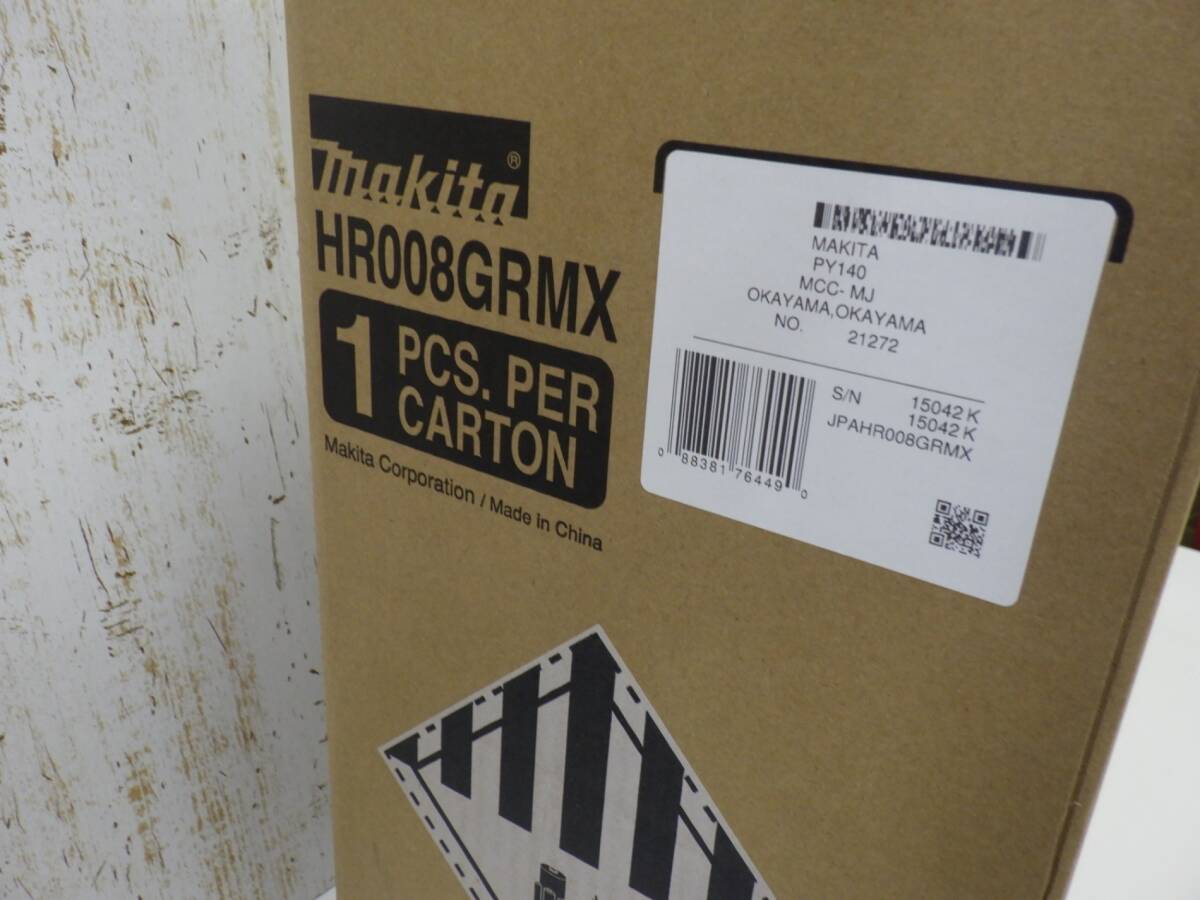 makita®
HR008GRMX
1 PCS. PER
CARTON
Makita Corporation / Made in China
MAKITA
PY140
MCC- MJ
OKAYAMA,OKAYAMA
NO. 21272
S/N 15042 K
15042 K
JPAHR008GRMX
0 88381 76449 0